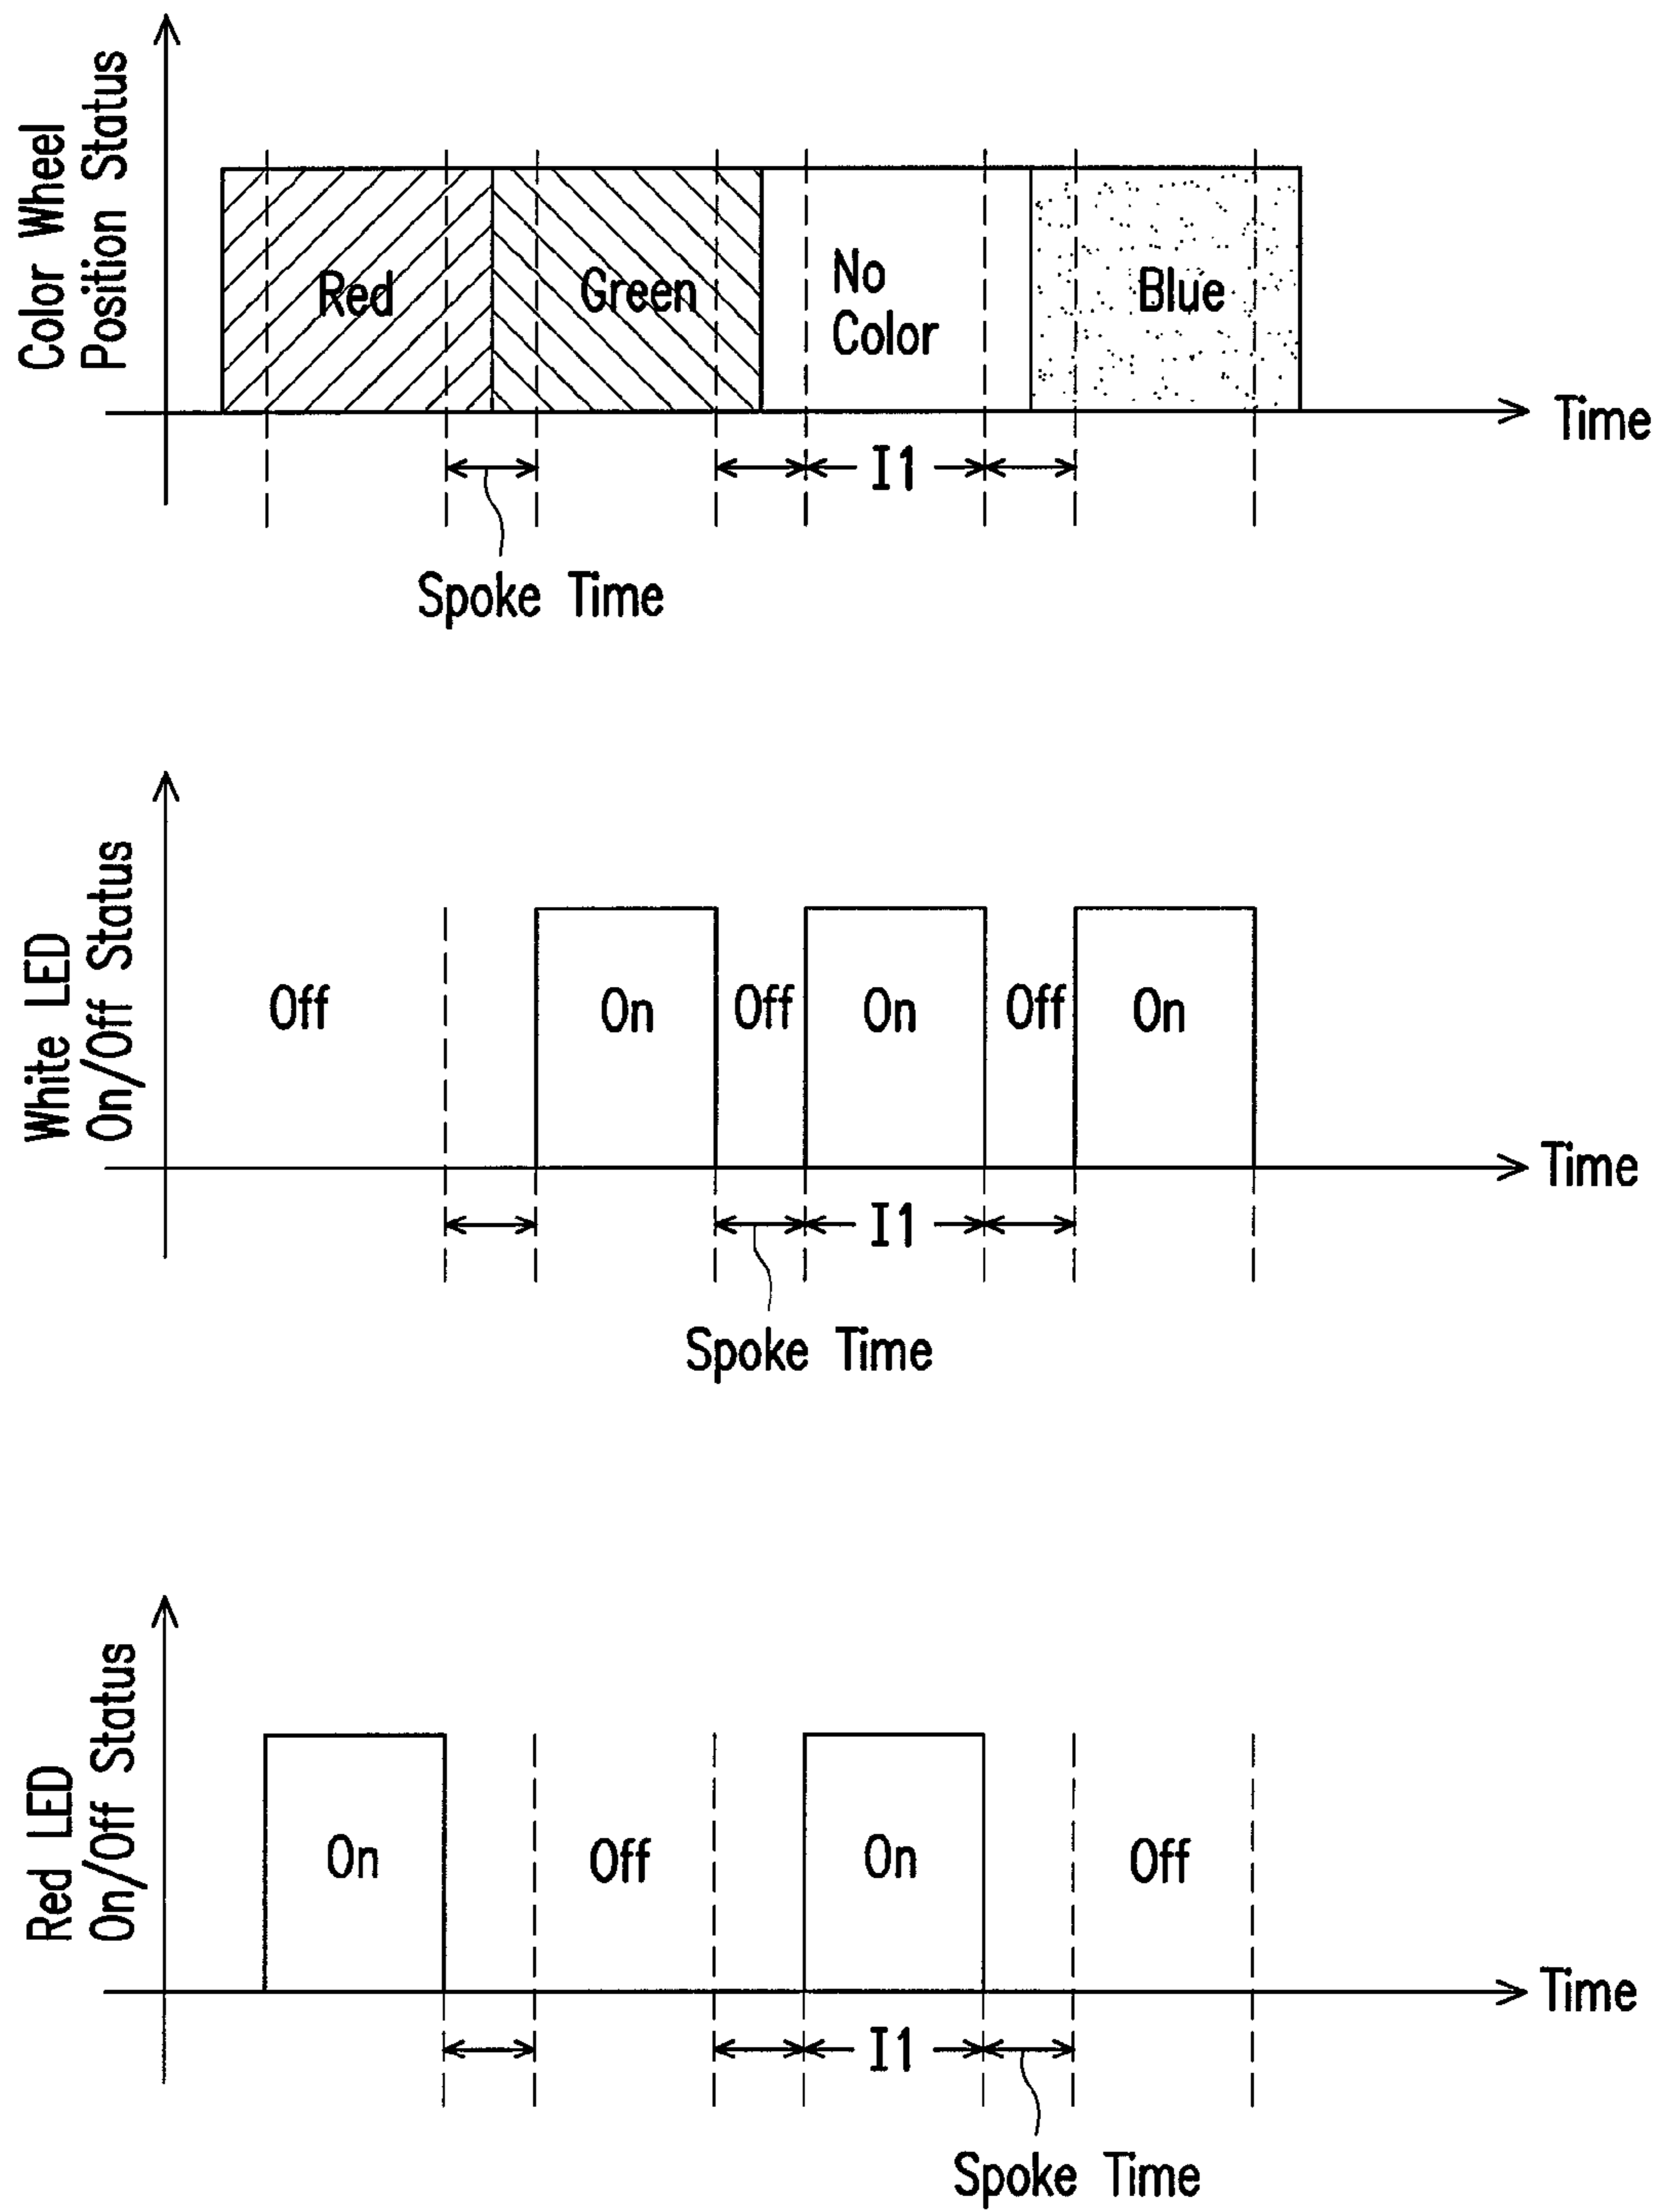 Color Wheel
Position Status
Red
Green
No
Color
Blue
Time
I1
Spoke Time
White LED
On/Off Status
Off
On
Off
On
Off
On
Time
I1
Spoke Time
Red LED
On/Off Status
On
Off
On
Off
Time
I1
Spoke Time